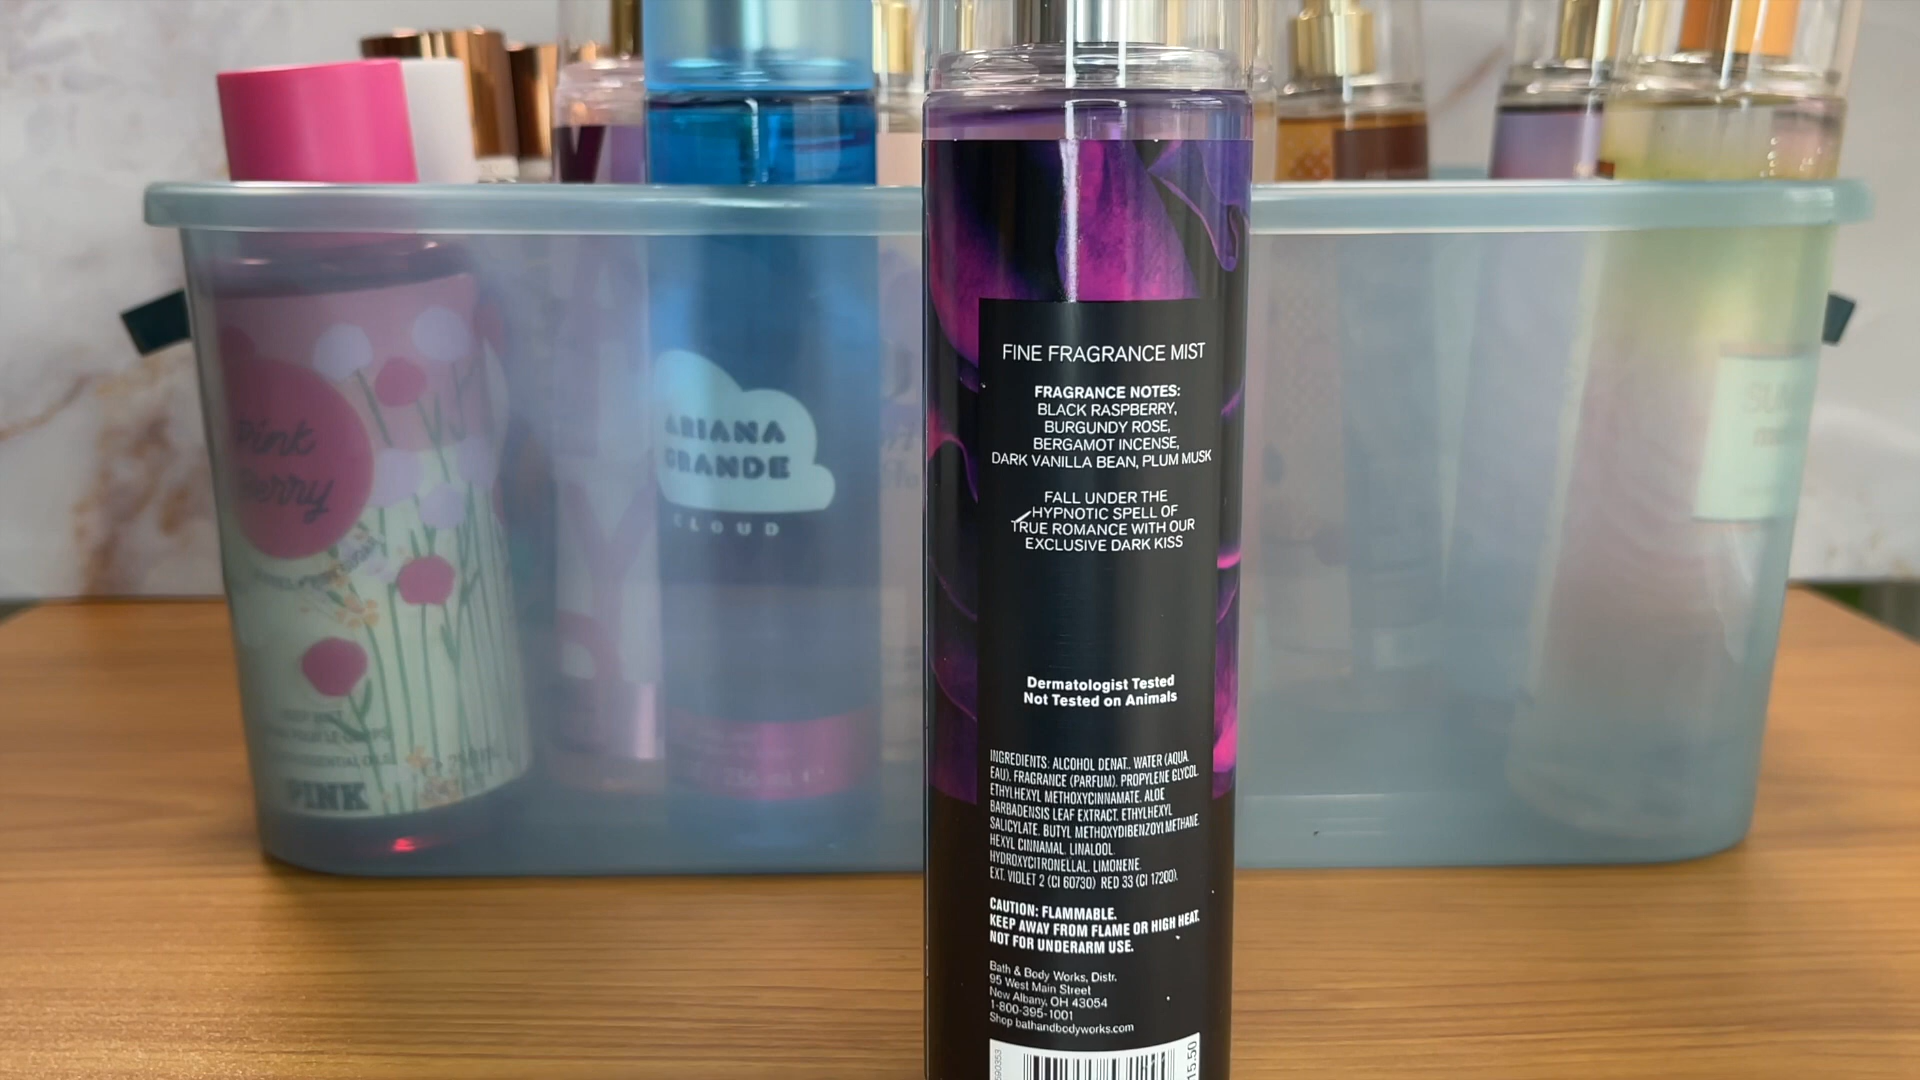 FINE FRAGRANCE MIST
FRAGRANCE NOTES:
BLACK RASPBERRY,
BURGUNDY ROSE,
BERGAMOT INCENSE,
DARK VANILLA BEAN, PLUM MUSK
FALL UNDER THE
HYPNOTIC SPELL OF
TRUE ROMANCE WITH OUR
EXCLUSIVE DARK KISS
Dermatologist Tested
Not Tested on Animals
INGREDIENTS: ALCOHOL DENAT., WATER (AQUA,
EAU), FRAGRANCE (PARFUM), PROPYLENE GLYCOL,
ETHYLHEXYL METHOXYCINNAMATE, ALOE
BARBADENSIS LEAF EXTRACT, ETHYLHEXYL
SALICYLATE, BUTYL METHOXYDIBENZOYLMETHANE,
HEXYL CINNAMAL, LINALOOL,
HYDROXYCITRONELLAL, LIMONENE,
EXT. VIOLET 2 (CI 60730) RED 33 (CI 17200).
CAUTION: FLAMMABLE.
KEEP AWAY FROM FLAME OR HIGH HEAT.
NOT FOR UNDERARM USE.
Bath & Body Works, Distr.
95 West Main Street
New Albany, OH 43054
1-800-395-1001
Shop bathandbodyworks.com
15.50
Pink
Berry
PINK
ARIANA
GRANDE
CLOUD